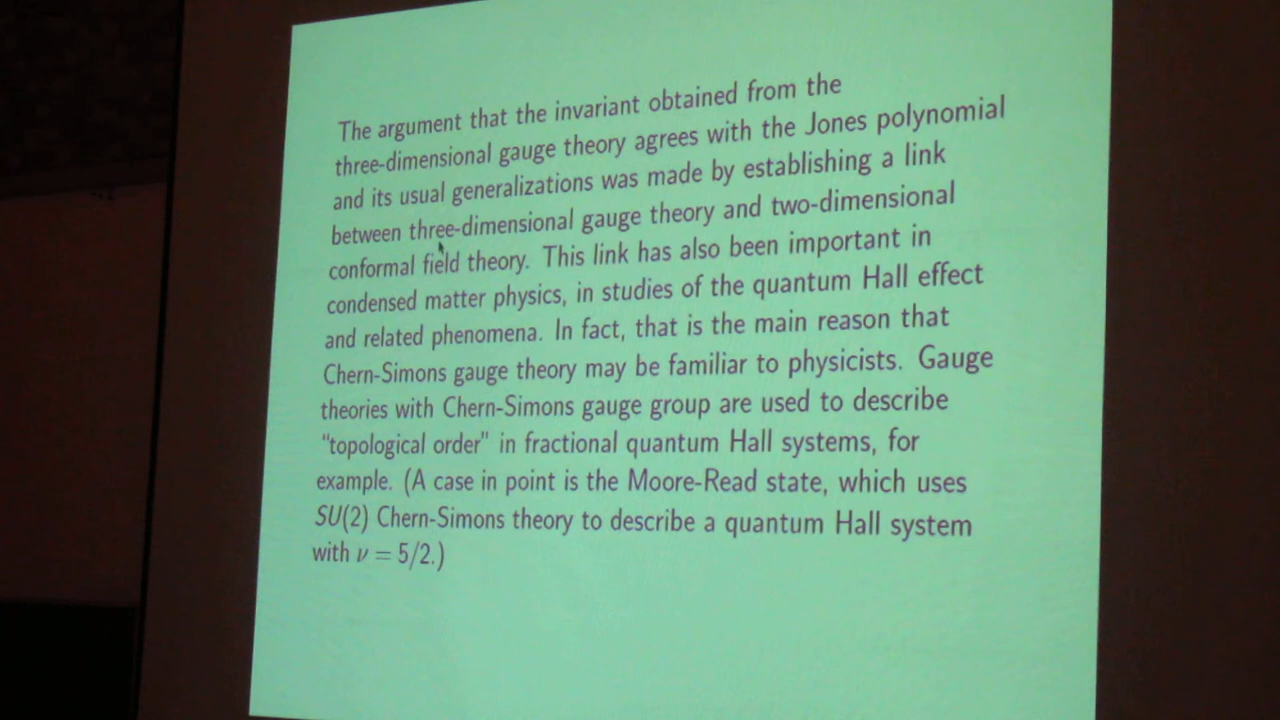 The argument that the invariant obtained from the
three-dimensional gauge theory agrees with the Jones polynomial
and its usual generalizations was made by establishing a link
between three-dimensional gauge theory and two-dimensional
conformal field theory. This link has also been important in
condensed matter physics, in studies of the quantum Hall effect
and related phenomena. In fact, that is the main reason that
Chern-Simons gauge theory may be familiar to physicists. Gauge
theories with Chern-Simons gauge group are used to describe
"topological order" in fractional quantum Hall systems, for
example. (A case in point is the Moore-Read state, which uses
SU(2) Chern-Simons theory to describe a quantum Hall system
with ν = 5/2.)